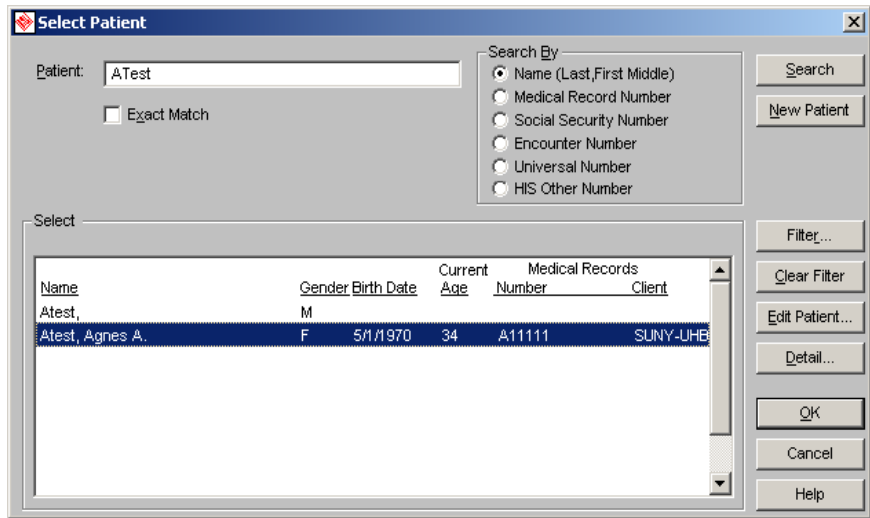 Select Patient
Patient: ATest
Exact Match
Search By
Name (Last,First Middle)
Medical Record Number
Social Security Number
Encounter Number
Universal Number
HIS Other Number
Search
New Patient
Select
Current Medical Records
Name Gender Birth Date Age Number Client
Atest, M
Atest, Agnes A. F 5/1/1970 34 A11111 SUNY-UHB
Filter...
Clear Filter
Edit Patient...
Detail...
OK
Cancel
Help